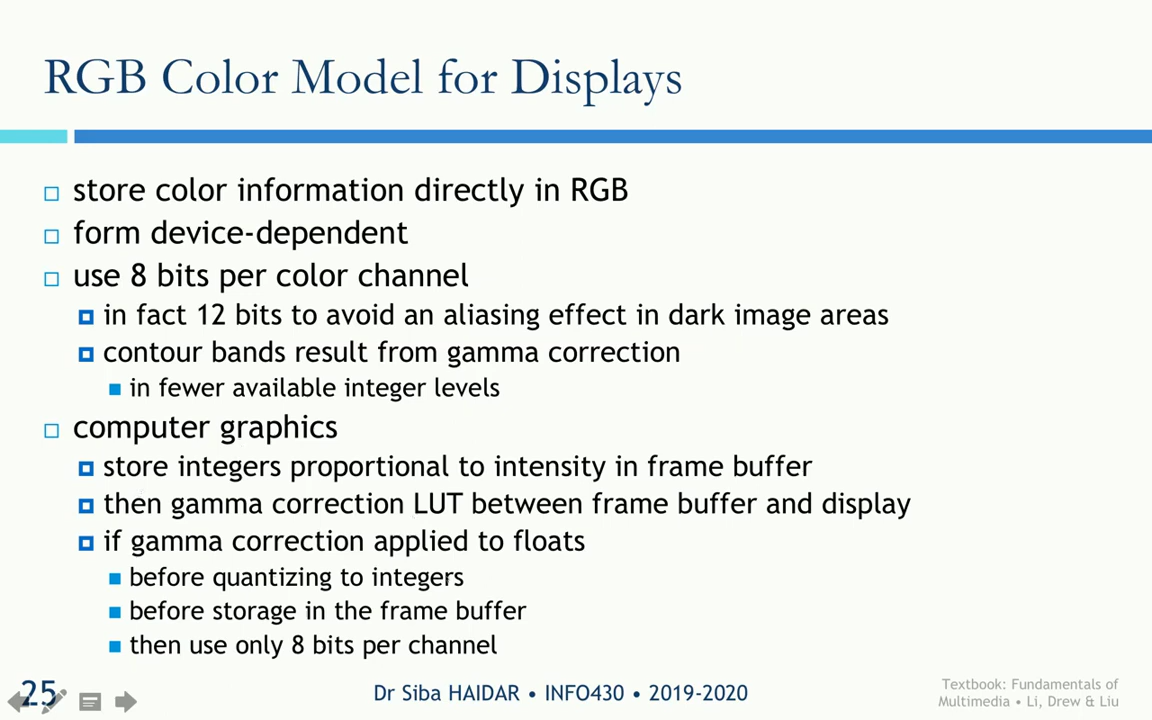 RGB Color Model for Displays
store color information directly in RGB
form device-dependent
use 8 bits per color channel
in fact 12 bits to avoid an aliasing effect in dark image areas
contour bands result from gamma correction
in fewer available integer levels
computer graphics
store integers proportional to intensity in frame buffer
then gamma correction LUT between frame buffer and display
if gamma correction applied to floats
before quantizing to integers
before storage in the frame buffer
then use only 8 bits per channel
25
Dr Siba HAIDAR • INFO430 • 2019-2020
Textbook: Fundamentals of
Multimedia • Li, Drew & Liu